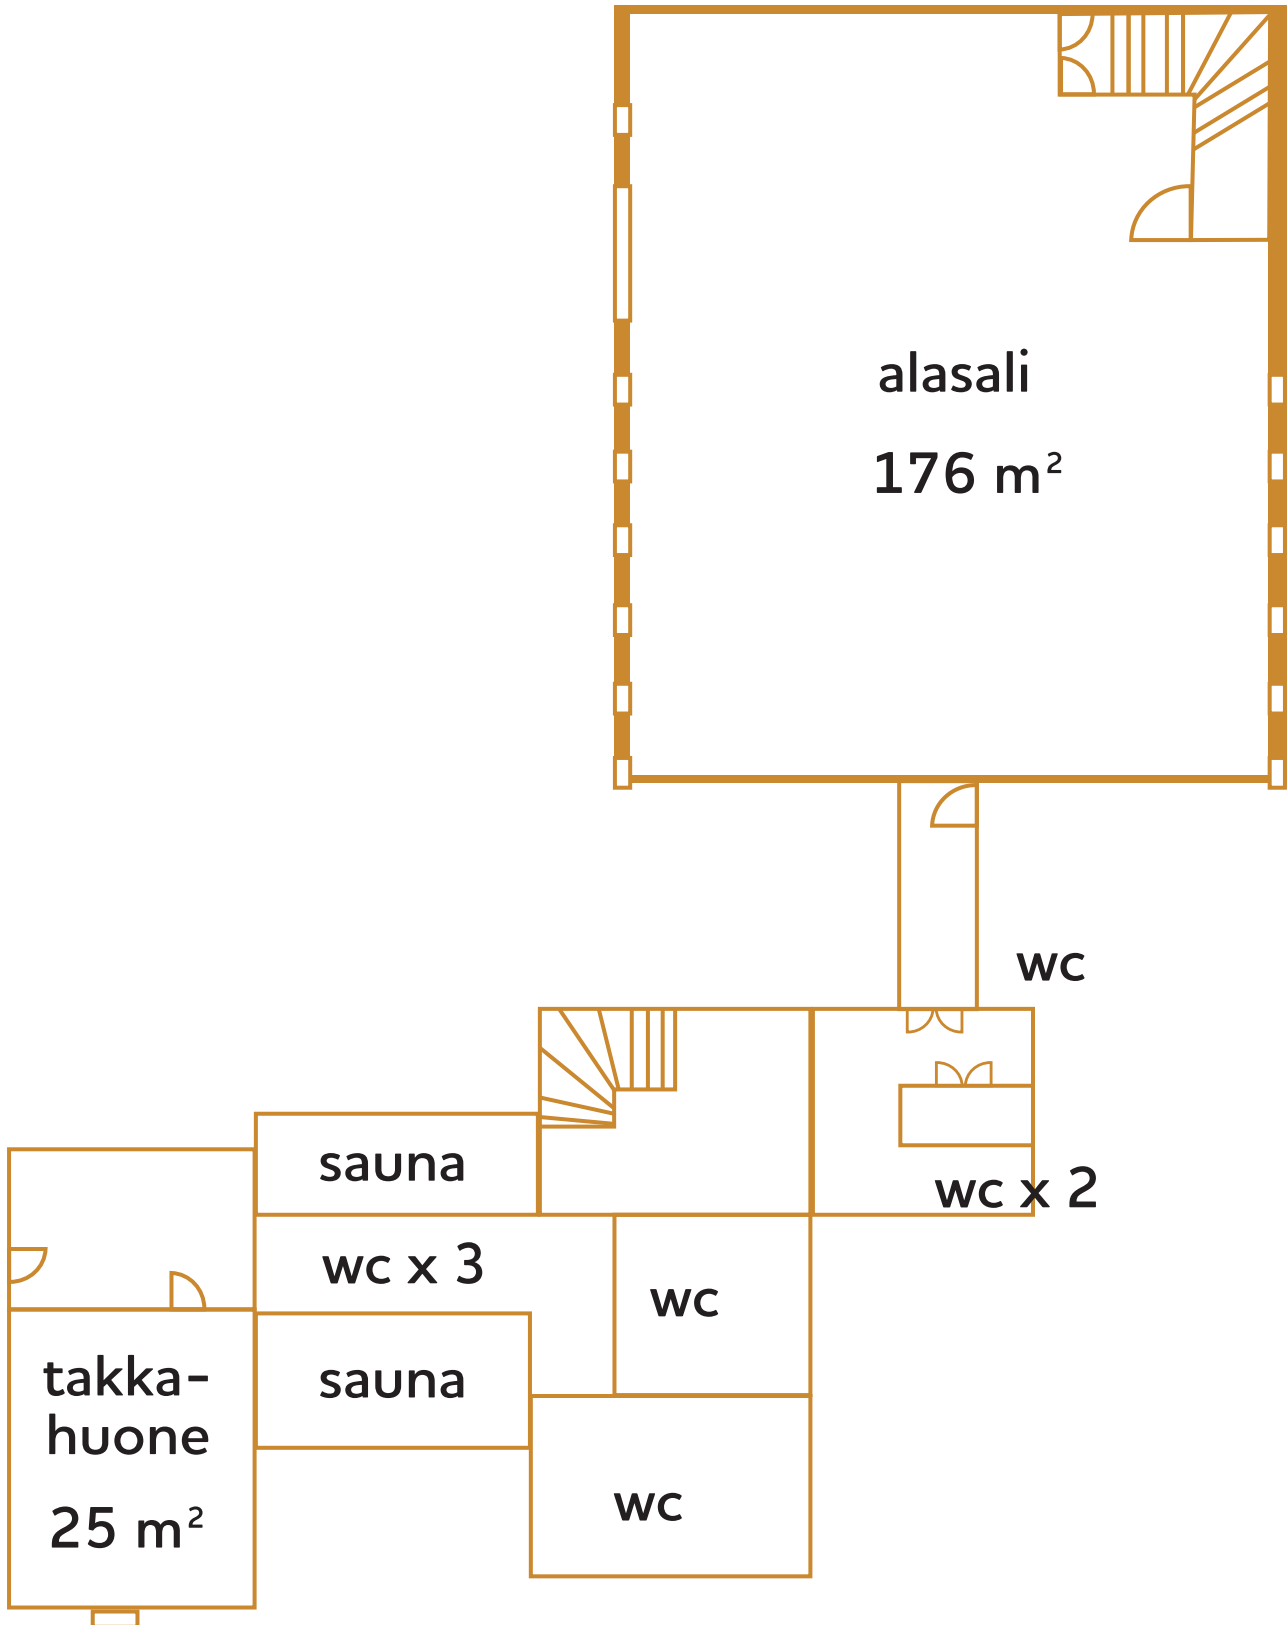 alasali
176 m²
wc
sauna
wc x 2
wc x 3
wc
takka-
huone
sauna
25 m²
wc